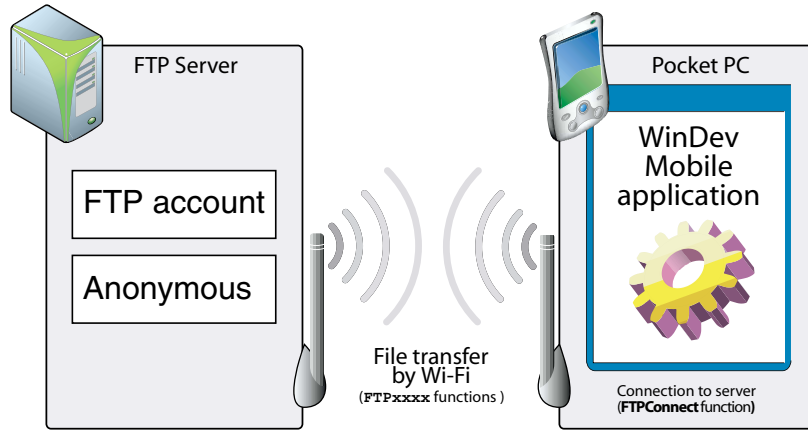 FTP Server
FTP account
Anonymous
File transfer
by Wi-Fi
(FTPxxxx functions )
Pocket PC
WinDev
Mobile
application
Connection to server
(FTPConnect function)